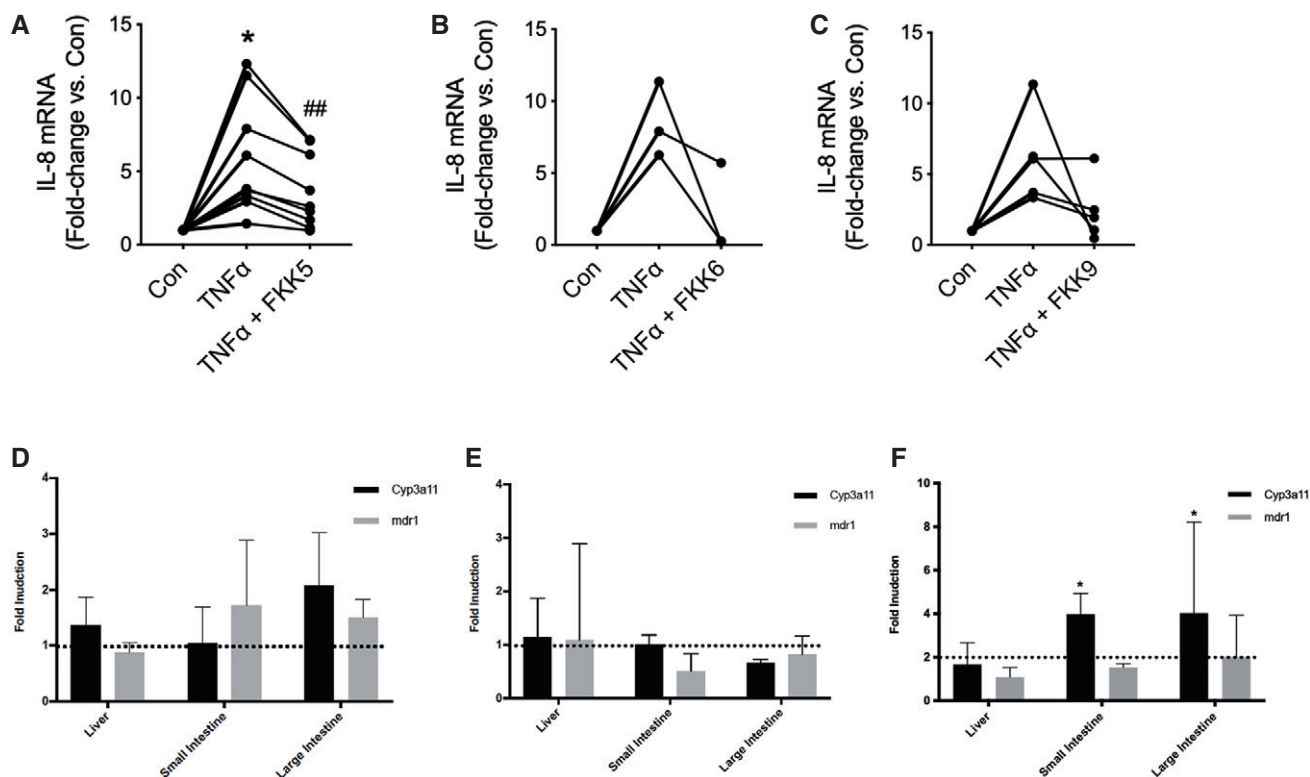 A
IL-8 mRNA
(Fold-change vs. Con)
15
10
5
0
*
##
Con
TNFα
TNFα + FKK5
B
IL-8 mRNA
(Fold-change vs. Con)
15
10
5
0
Con
TNFα
TNFα + FKK6
C
IL-8 mRNA
(Fold-change vs. Con)
15
10
5
0
Con
TNFα
TNFα + FKK9
D
Fold Inudction
4
3
2
1
0
Cyp3a11
mdr1
Liver
Small Intestine
Large Intestine
E
Fold Inudction
4
3
2
1
0
Cyp3a11
mdr1
Liver
Small Intestine
Large Intestine
F
Fold Inudction
10
8
6
4
2
0
*
*
Cyp3a11
mdr1
Liver
Small Intestine
Large Intestine